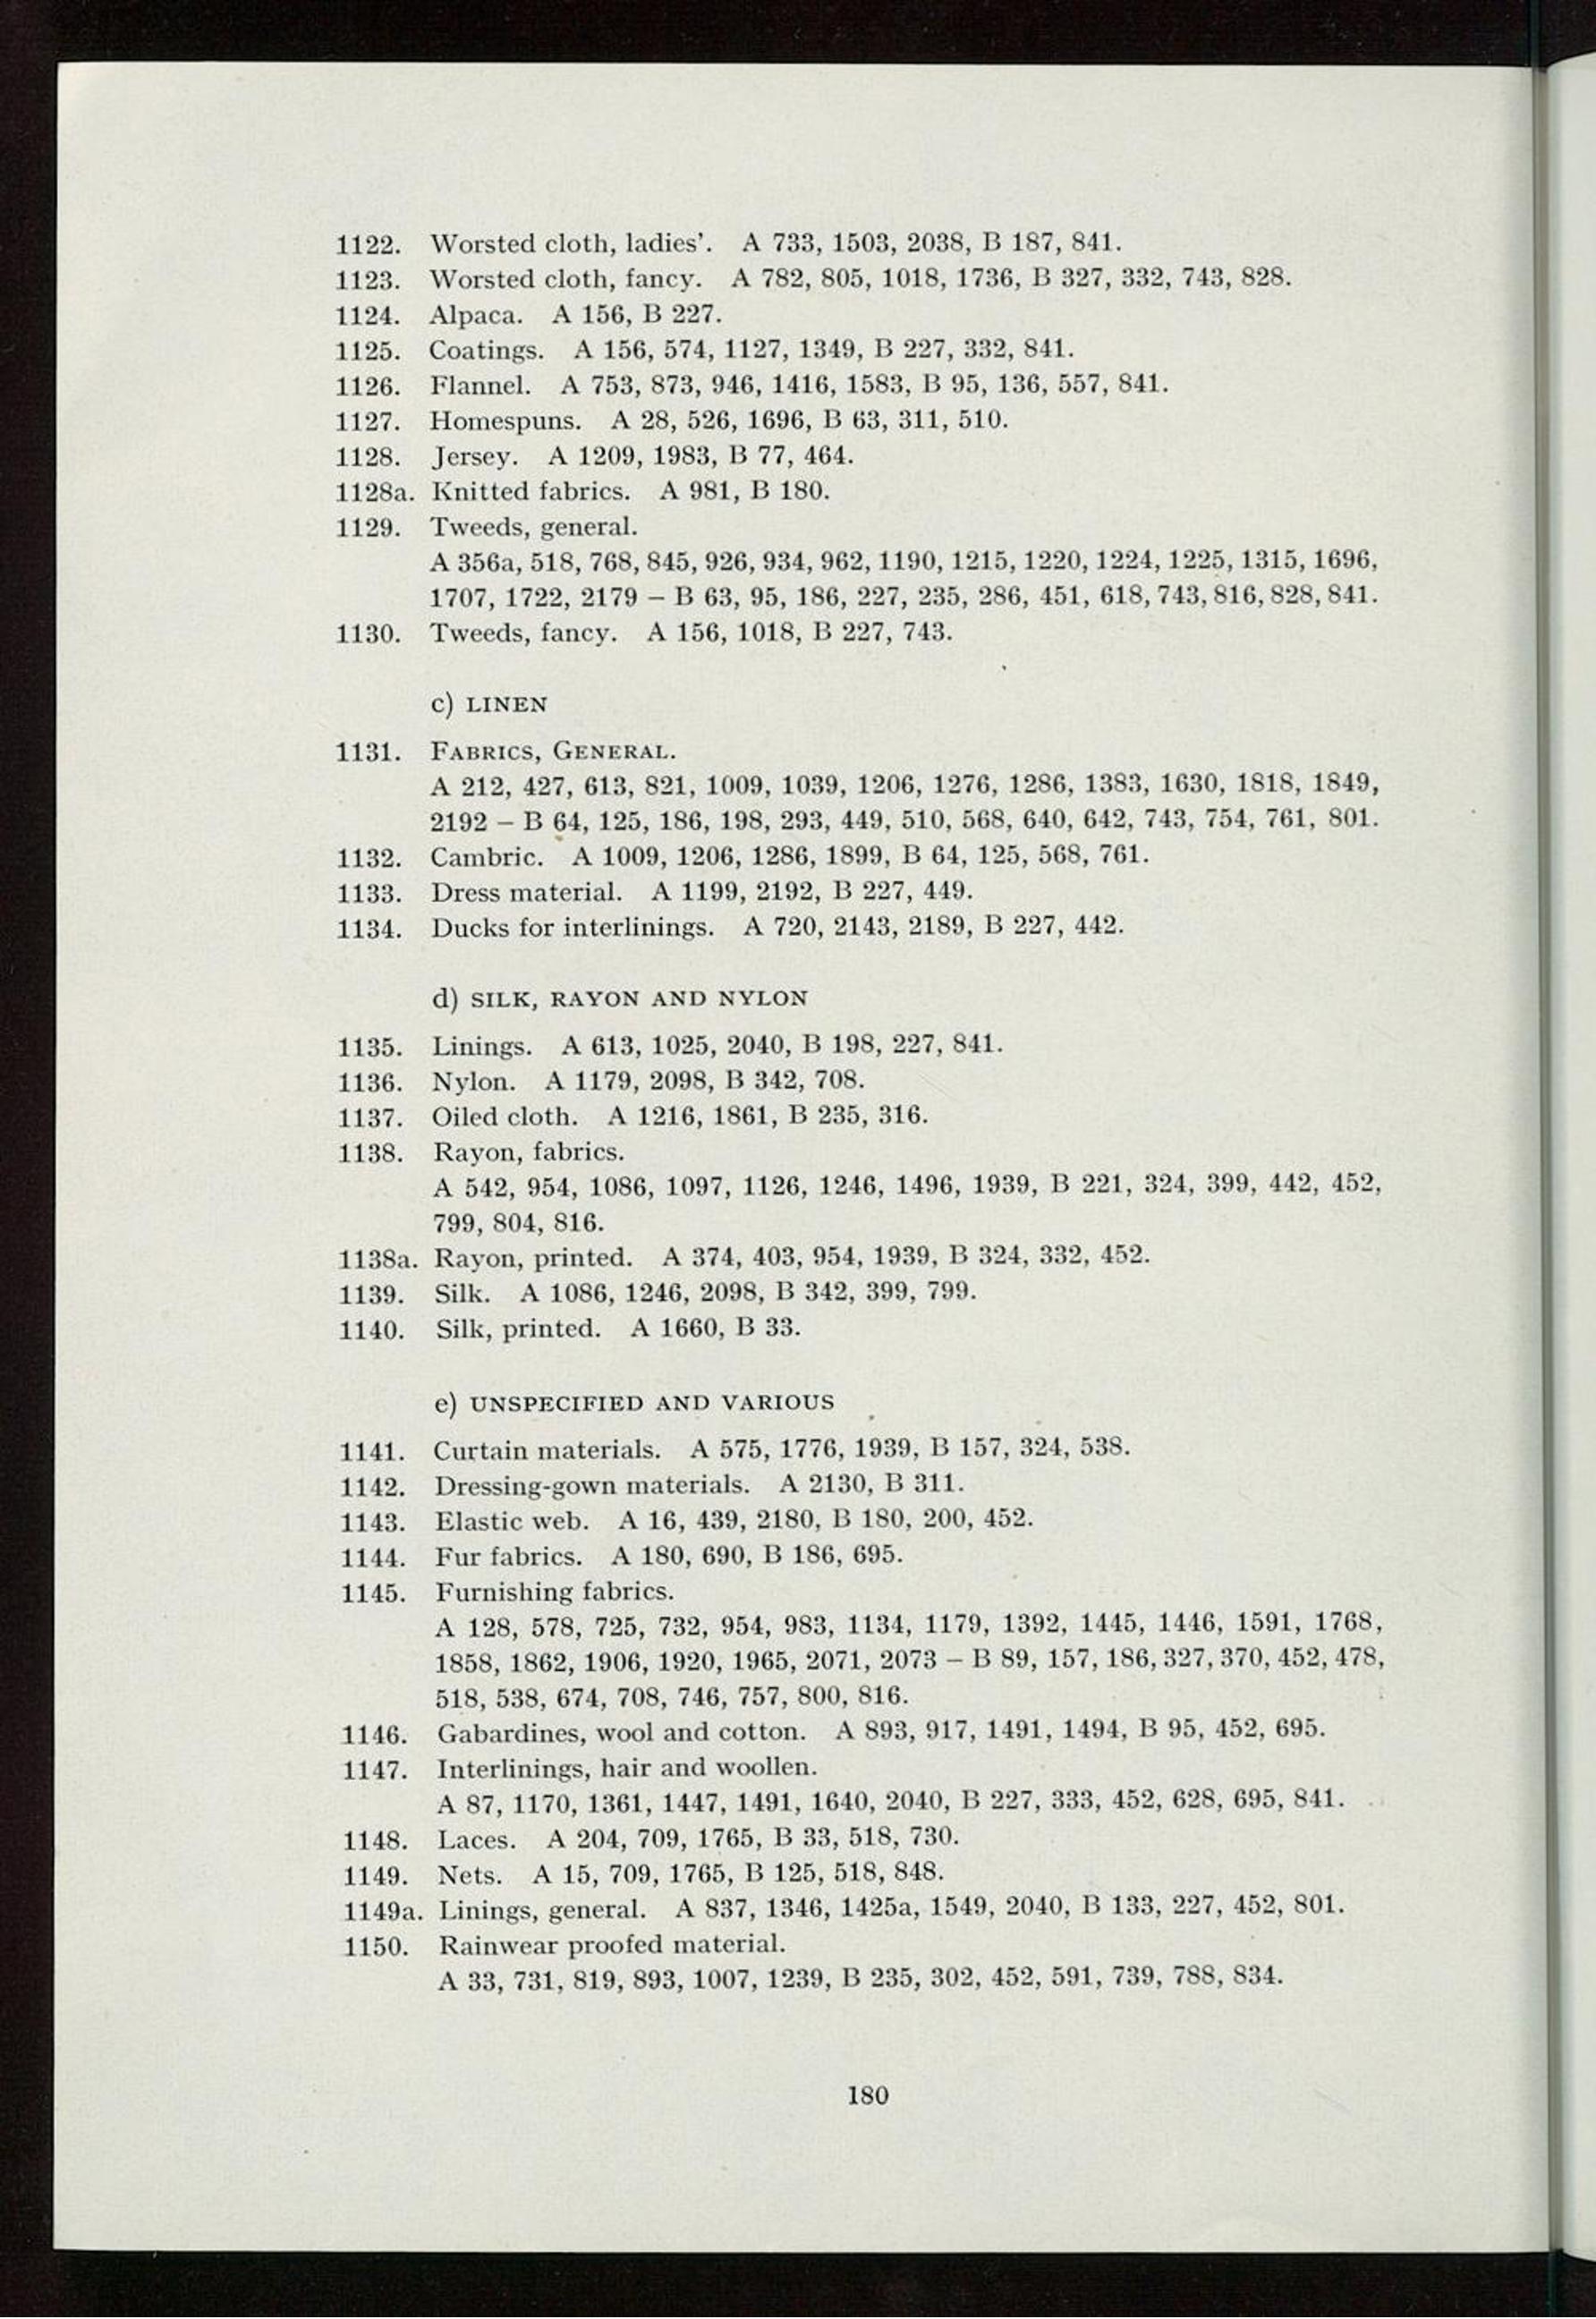 1122. Worsted cloth, ladies'. A 733, 1503, 2038, B 187, 841.
1123. Worsted cloth, fancy. A 782, 805, 1018, 1736, B 327, 332, 743, 828.
1124. Alpaca. A 156, B 227.
1125. Coatings. A 156, 574, 1127, 1349, B 227, 332, 841.
1126. Flannel. A 753, 873, 946, 1416, 1583, B 95, 136, 557, 841.
1127. Homespuns. A 28, 526, 1696, B 63, 311, 510.
1128. Jersey. A 1209, 1983, B 77, 464.
1128a. Knitted fabrics. A 981, B 180.
1129. Tweeds, general.
A 356a, 518, 768, 845, 926, 934, 962, 1190, 1215, 1220, 1224, 1225, 1315, 1696,
1707, 1722, 2179 – B 63, 95, 186, 227, 235, 286, 451, 618, 743, 816, 828, 841.
1130. Tweeds, fancy. A 156, 1018, B 227, 743.
c) LINEN
1131. FABRICS, GENERAL.
A 212, 427, 613, 821, 1009, 1039, 1206, 1276, 1286, 1383, 1630, 1818, 1849,
2192 – B 64, 125, 186, 198, 293, 449, 510, 568, 640, 642, 743, 754, 761, 801.
1132. Cambric. A 1009, 1206, 1286, 1899, B 64, 125, 568, 761.
1133. Dress material. A 1199, 2192, B 227, 449.
1134. Ducks for interlinings. A 720, 2143, 2189, B 227, 442.
d) SILK, RAYON AND NYLON
1135. Linings. A 613, 1025, 2040, B 198, 227, 841.
1136. Nylon. A 1179, 2098, B 342, 708.
1137. Oiled cloth. A 1216, 1861, B 235, 316.
1138. Rayon, fabrics.
A 542, 954, 1086, 1097, 1126, 1246, 1496, 1939, B 221, 324, 399, 442, 452,
799, 804, 816.
1138a. Rayon, printed. A 374, 403, 954, 1939, B 324, 332, 452.
1139. Silk. A 1086, 1246, 2098, B 342, 399, 799.
1140. Silk, printed. A 1660, B 33.
e) UNSPECIFIED AND VARIOUS
1141. Curtain materials. A 575, 1776, 1939, B 157, 324, 538.
1142. Dressing-gown materials. A 2130, B 311.
1143. Elastic web. A 16, 439, 2180, B 180, 200, 452.
1144. Fur fabrics. A 180, 690, B 186, 695.
1145. Furnishing fabrics.
A 128, 578, 725, 732, 954, 983, 1134, 1179, 1392, 1445, 1446, 1591, 1768,
1858, 1862, 1906, 1920, 1965, 2071, 2073 – B 89, 157, 186, 327, 370, 452, 478,
518, 538, 674, 708, 746, 757, 800, 816.
1146. Gabardines, wool and cotton. A 893, 917, 1491, 1494, B 95, 452, 695.
1147. Interlinings, hair and woollen.
A 87, 1170, 1361, 1447, 1491, 1640, 2040, B 227, 333, 452, 628, 695, 841.
1148. Laces. A 204, 709, 1765, B 33, 518, 730.
1149. Nets. A 15, 709, 1765, B 125, 518, 848.
1149a. Linings, general. A 837, 1346, 1425a, 1549, 2040, B 133, 227, 452, 801.
1150. Rainwear proofed material.
A 33, 731, 819, 893, 1007, 1239, B 235, 302, 452, 591, 739, 788, 834.
180